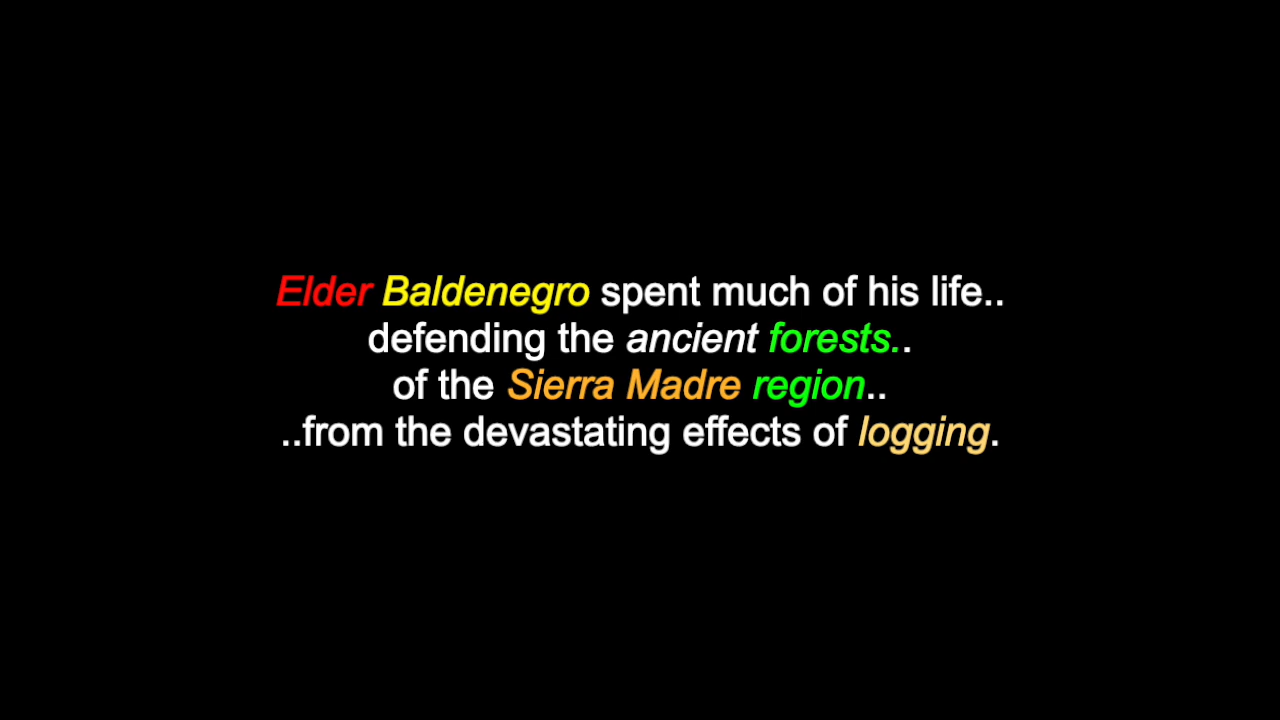 Elder Baldenegro spent much of his life..
defending the ancient forests..
of the Sierra Madre region..
..from the devastating effects of logging.